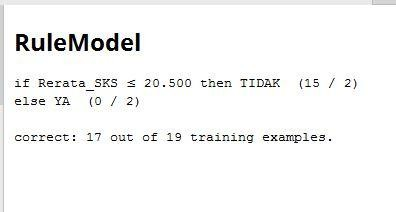 RuleModel
if Rerata_SKS ≤ 20.500 then TIDAK  (15 / 2)
else YA  (0 / 2)
correct: 17 out of 19 training examples.